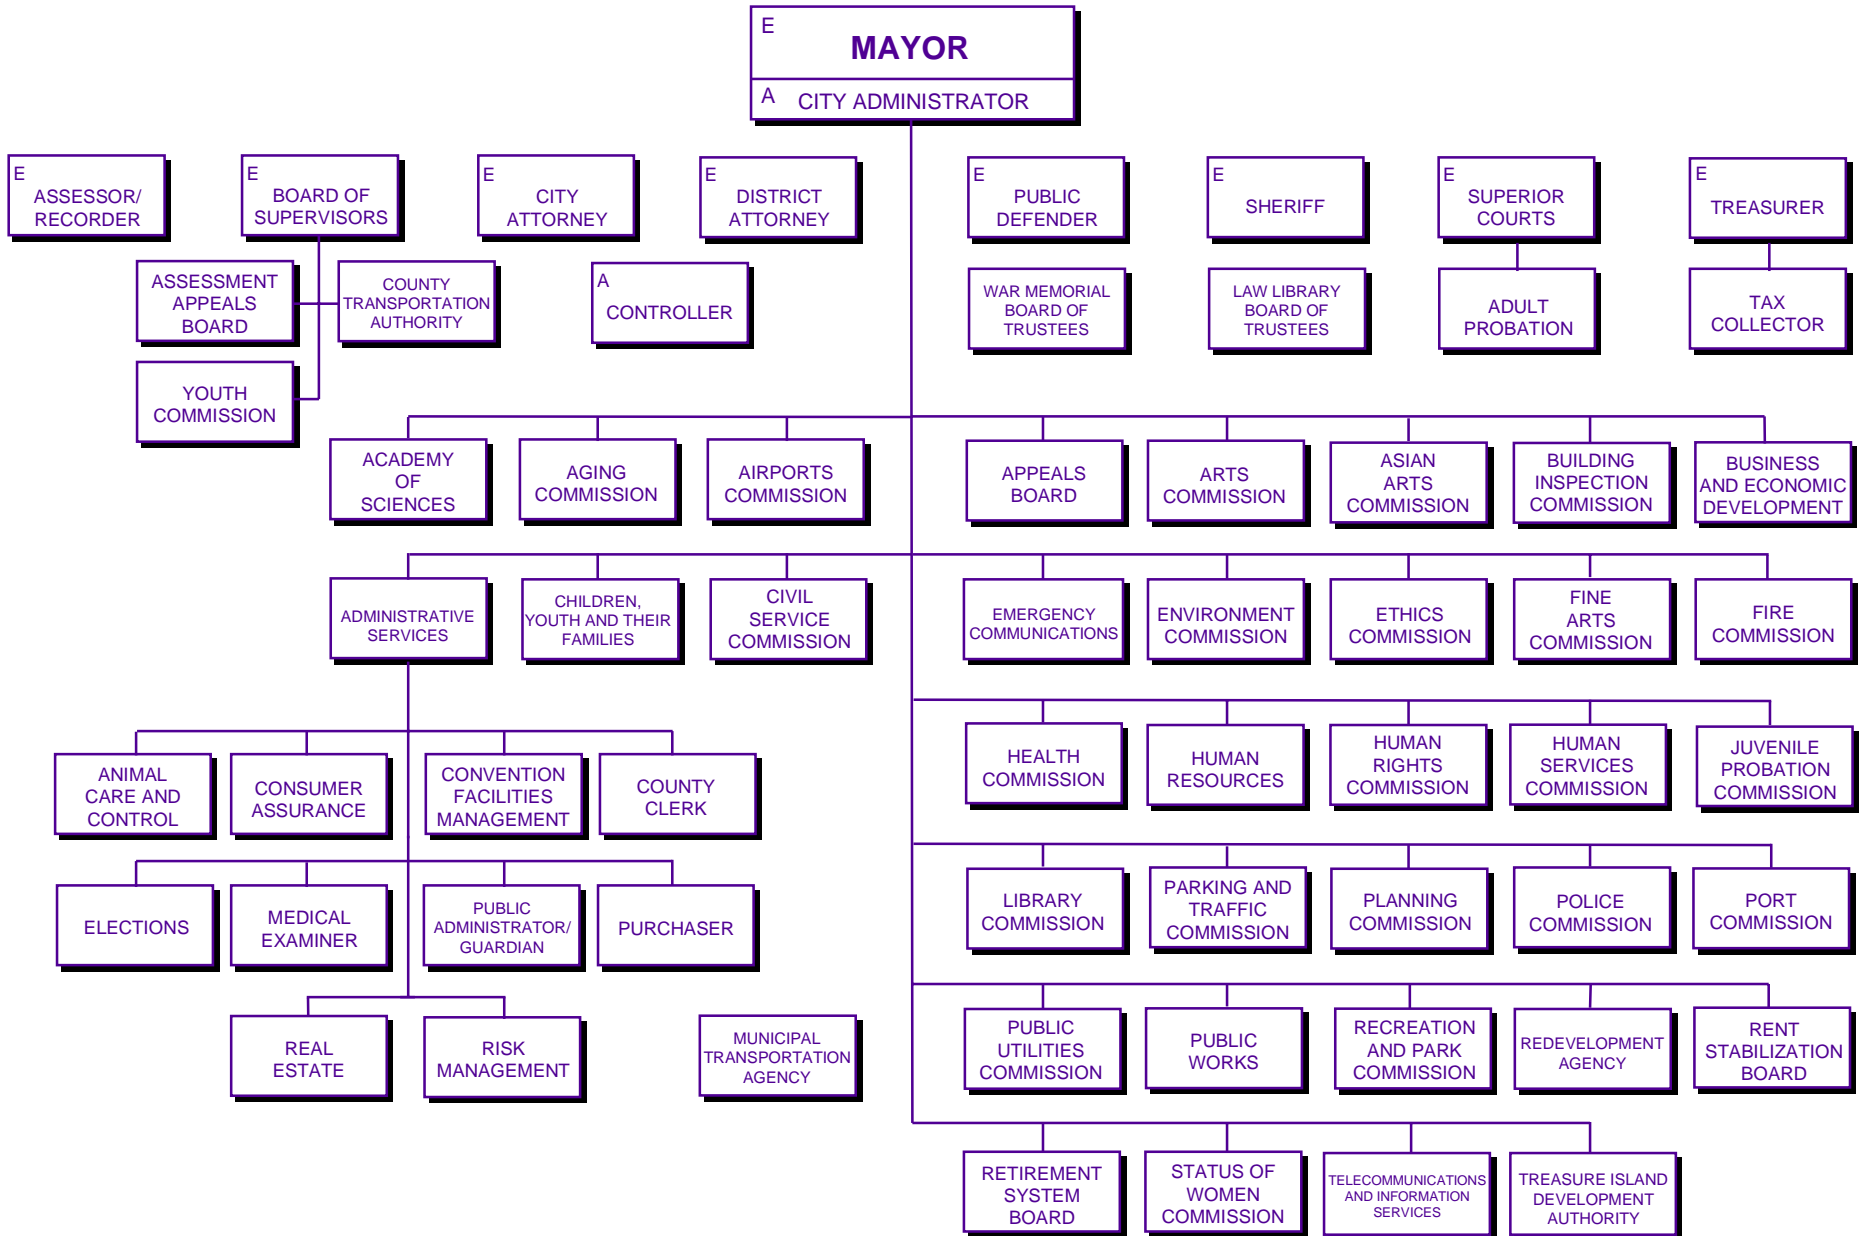 E
MAYOR
A CITY ADMINISTRATOR
E
ASSESSOR/
RECORDER
E
BOARD OF
SUPERVISORS
E
CITY
ATTORNEY
E
DISTRICT
ATTORNEY
E
PUBLIC
DEFENDER
E
SHERIFF
E
SUPERIOR
COURTS
E
TREASURER
ASSESSMENT
APPEALS
BOARD
COUNTY
TRANSPORTATION
AUTHORITY
A
CONTROLLER
WAR MEMORIAL
BOARD OF
TRUSTEES
LAW LIBRARY
BOARD OF
TRUSTEES
ADULT
PROBATION
TAX
COLLECTOR
YOUTH
COMMISSION
ACADEMY
OF
SCIENCES
AGING
COMMISSION
AIRPORTS
COMMISSION
APPEALS
BOARD
ARTS
COMMISSION
ASIAN
ARTS
COMMISSION
BUILDING
INSPECTION
COMMISSION
BUSINESS
AND ECONOMIC
DEVELOPMENT
ADMINISTRATIVE
SERVICES
CHILDREN,
YOUTH AND THEIR
FAMILIES
CIVIL
SERVICE
COMMISSION
EMERGENCY
COMMUNICATIONS
ENVIRONMENT
COMMISSION
ETHICS
COMMISSION
FINE
ARTS
COMMISSION
FIRE
COMMISSION
ANIMAL
CARE AND
CONTROL
CONSUMER
ASSURANCE
CONVENTION
FACILITIES
MANAGEMENT
COUNTY
CLERK
HEALTH
COMMISSION
HUMAN
RESOURCES
HUMAN
RIGHTS
COMMISSION
HUMAN
SERVICES
COMMISSION
JUVENILE
PROBATION
COMMISSION
ELECTIONS
MEDICAL
EXAMINER
PUBLIC
ADMINISTRATOR/
GUARDIAN
PURCHASER
LIBRARY
COMMISSION
PARKING AND
TRAFFIC
COMMISSION
PLANNING
COMMISSION
POLICE
COMMISSION
PORT
COMMISSION
REAL
ESTATE
RISK
MANAGEMENT
MUNICIPAL
TRANSPORTATION
AGENCY
PUBLIC
UTILITIES
COMMISSION
PUBLIC
WORKS
RECREATION
AND PARK
COMMISSION
REDEVELOPMENT
AGENCY
RENT
STABILIZATION
BOARD
RETIREMENT
SYSTEM
BOARD
STATUS OF
WOMEN
COMMISSION
TELECOMMUNICATIONS
AND INFORMATION
SERVICES
TREASURE ISLAND
DEVELOPMENT
AUTHORITY